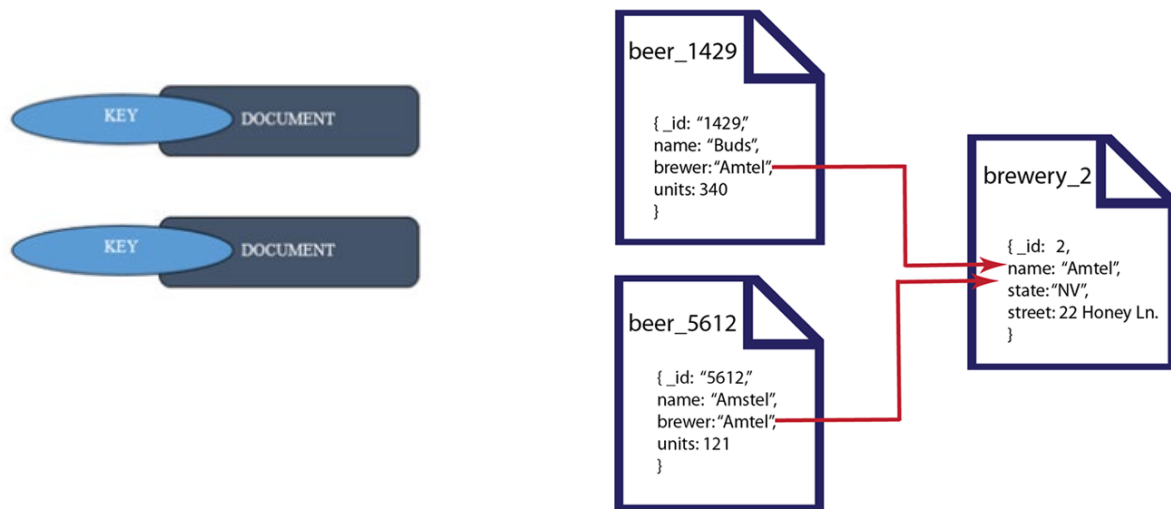 KEY
DOCUMENT
KEY
DOCUMENT
beer_1429
{ _id: “1429,”
name: “Buds”,
brewer: “Amtel”,
units: 340
}
beer_5612
{ _id: “5612,”
name: “Amstel”,
brewer: “Amtel”,
units: 121
}
brewery_2
{ _id: 2,
name: “Amtel”,
state: “NV”,
street: 22 Honey Ln.
}